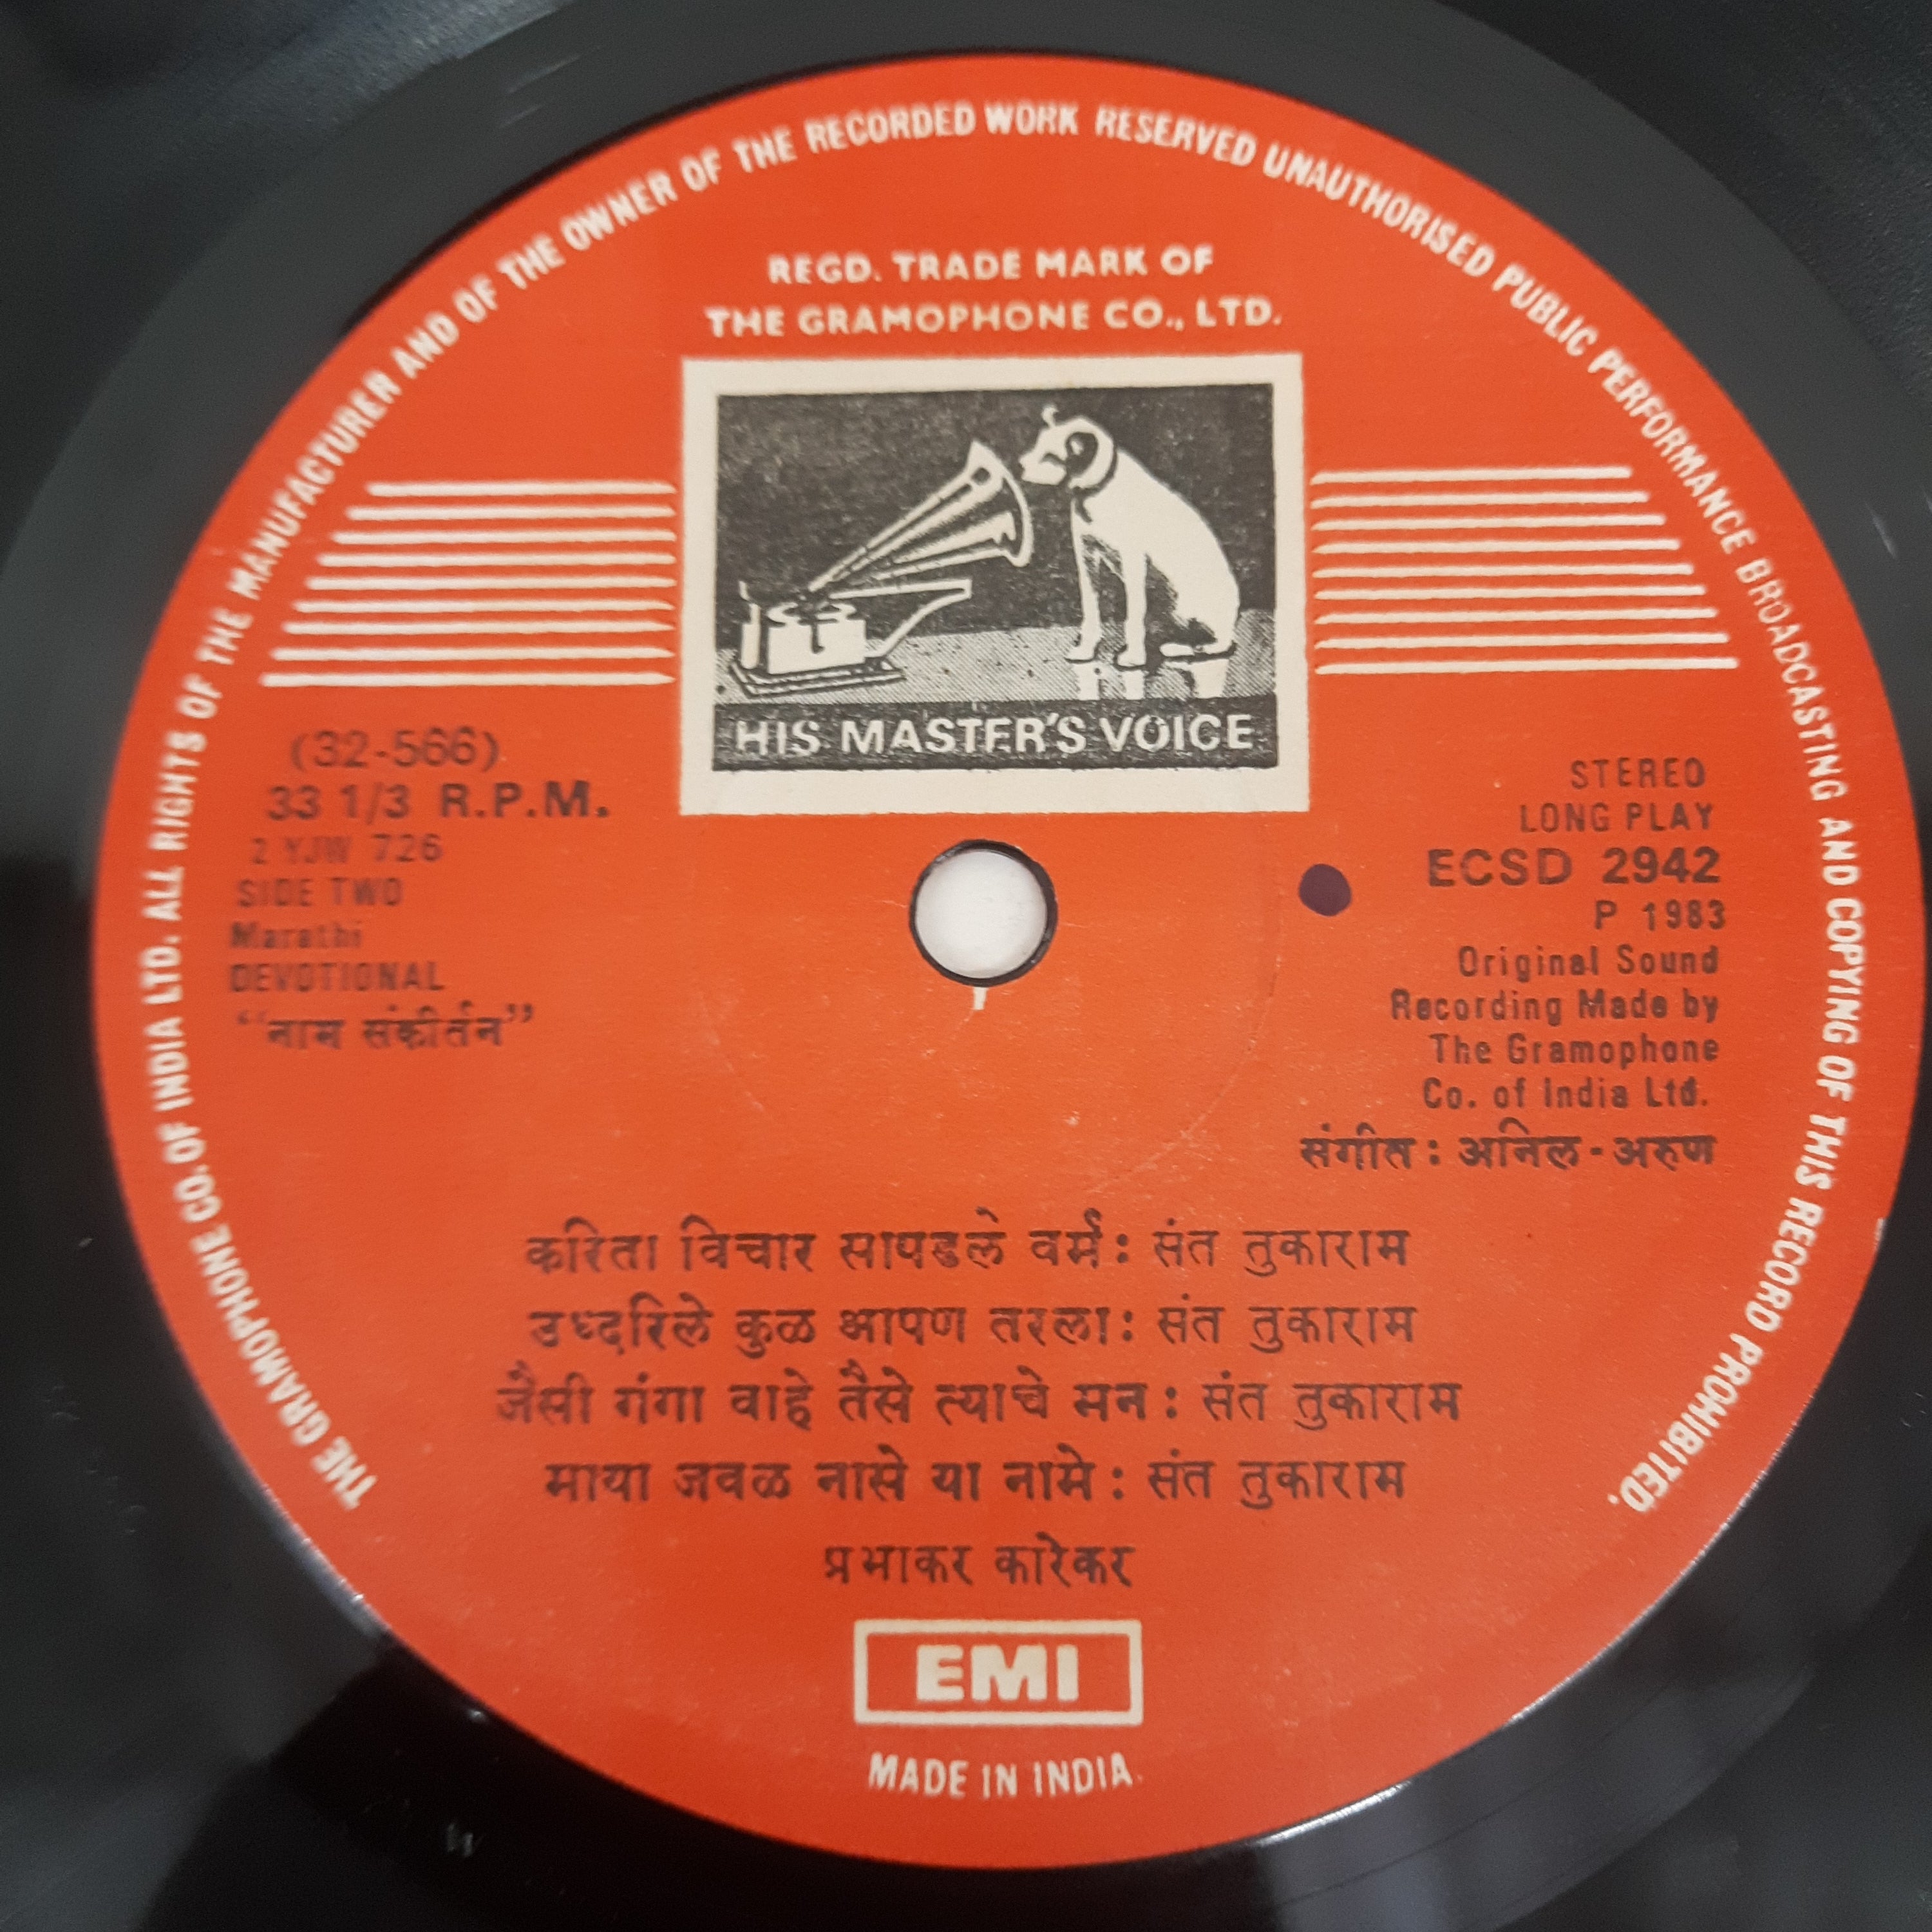 THE GRAMOPHONE CO. OF INDIA LTD. ALL RIGHTS OF THE MANUFACTURER AND OF THE OWNER OF THE RECORDED WORK RESERVED UNAUTHORISED PUBLIC PERFORMANCE BROADCASTING AND COPYING OF THIS RECORD PROHIBITED.
REGD. TRADE MARK OF
THE GRAMOPHONE CO., LTD.
HIS MASTER'S VOICE
(32-566)
33 1/3 R.P.M.
2 YJW 726
SIDE TWO
Marathi
DEVOTIONAL
“नाम संकीर्तन”
STEREO
LONG PLAY
ECSD 2942
P 1983
Original Sound
Recording Made by
The Gramophone
Co. of India Ltd.
संगीत : अनिल - अरुण
करिता विचार सापडले वर्म : संत तुकाराम
उध्दरिले कुळ आपण तरला : संत तुकाराम
जैसी गंगा वाहे तैसे त्याचे मन : संत तुकाराम
माया जवळ नासे या नामे : संत तुकाराम
प्रभाकर कारेकर
EMI
MADE IN INDIA.